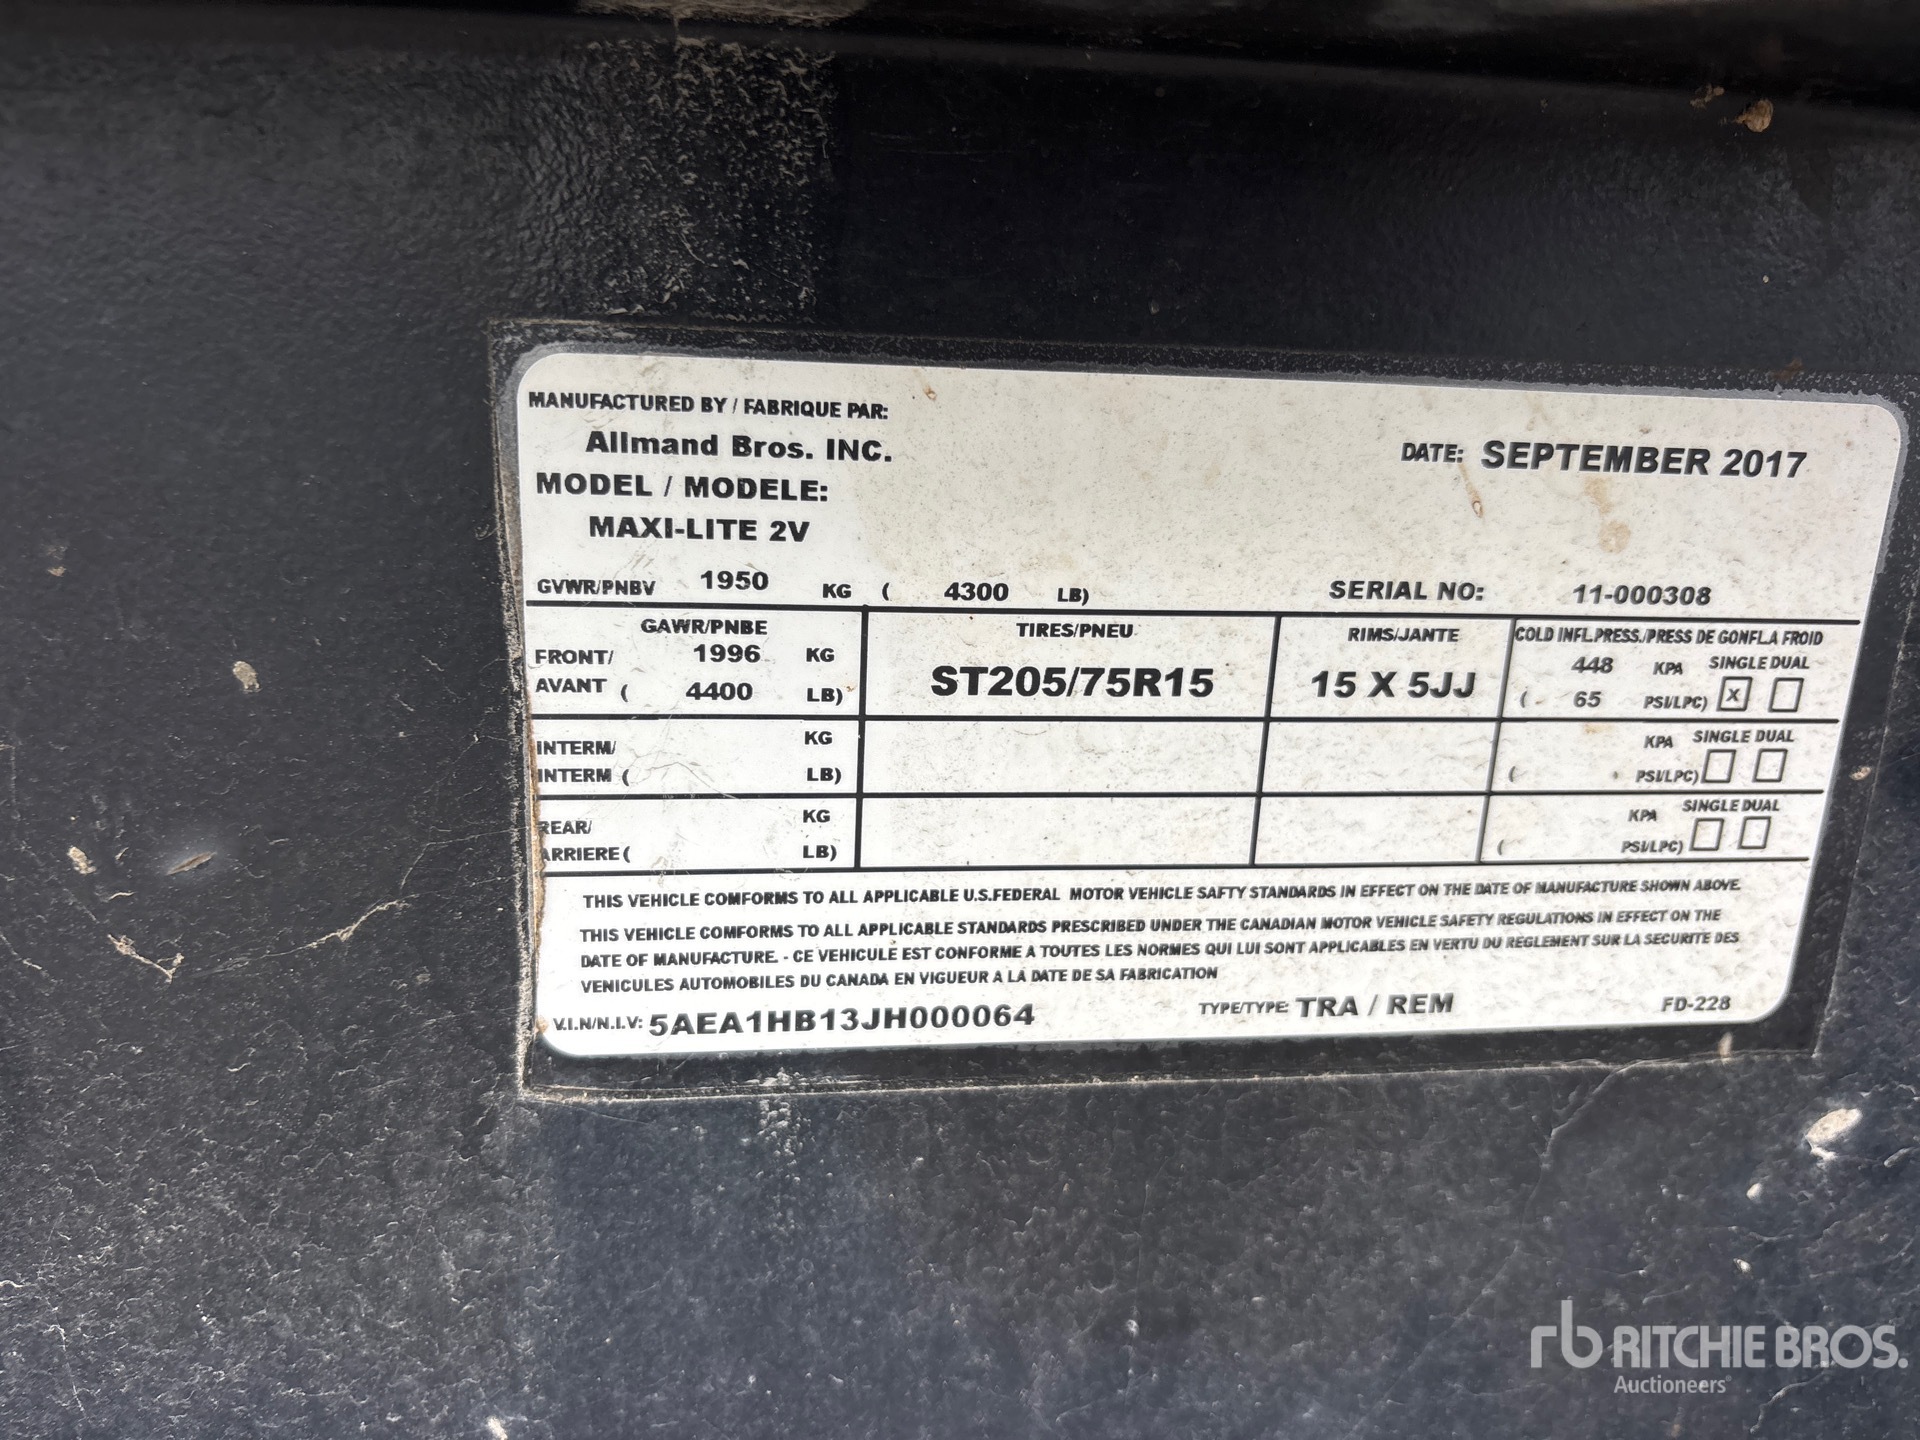 MANUFACTURED BY / FABRIQUE PAR:
Allmand Bros. INC.
DATE: SEPTEMBER 2017
MODEL / MODELE:
MAXI-LITE 2V
GVWR/PNBV 1950 KG ( 4300 LB)
SERIAL NO: 11-000308
GAWR/PNBE TIRES/PNEU RIMS/JANTE COLD INFL.PRESS./PRESS DE GONFL.A FROID
FRONT/ 1996 KG ST205/75R15 15 X 5JJ 448 KPA SINGLE DUAL
AVANT ( 4400 LB) ( 65 PSI/LPC) X
INTERM/ KG KPA SINGLE DUAL
INTERM ( LB) ( PSI/LPC)
REAR/ KG KPA SINGLE DUAL
ARRIERE ( LB) ( PSI/LPC)
THIS VEHICLE COMFORMS TO ALL APPLICABLE U.S.FEDERAL MOTOR VEHICLE SAFTY STANDARDS IN EFFECT ON THE DATE OF MANUFACTURE SHOWN ABOVE.
THIS VEHICLE COMFORMS TO ALL APPLICABLE STANDARDS PRESCRIBED UNDER THE CANADIAN MOTOR VEHICLE SAFETY REGULATIONS IN EFFECT ON THE
DATE OF MANUFACTURE. - CE VEHICULE EST CONFORME A TOUTES LES NORMES QUI LUI SONT APPLICABLES EN VERTU DU REGLEMENT SUR LA SECURITE DES
VENICULES AUTOMOBILES DU CANADA EN VIGUEUR A LA DATE DE SA FABRICATION
V.I.N/N.I.V: 5AEA1HB13JH000064 TYPE/TYPE: TRA / REM FD-228
rb RITCHIE BROS.
Auctioneers